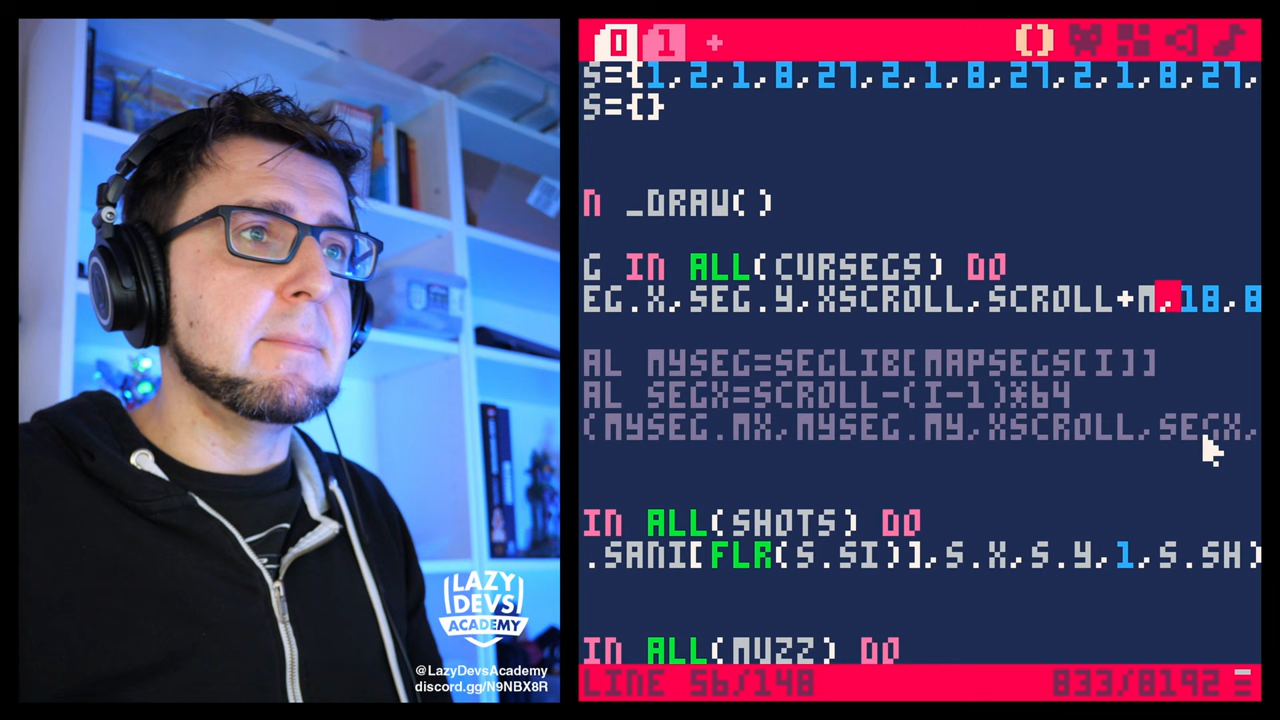 LAZY
DEVS
ACADEMY
@LazyDevsAcademy
discord.gg/N9NBX8R
0 1 +
S={1,2,1,8,27,2,1,8,27,2,1,8,27,
S={}
N _DRAW()
G IN ALL(CURSEGS) DO
EG.X,SEG.Y,XSCROLL,SCROLL+M,18,8
AL MYSEG=SEGLIB[MAPSEGS[I]]
AL SEGX=SCROLL-(I-1)*64
(MYSEG.MX,MYSEG.MY,XSCROLL,SEGX,
IN ALL(SHOTS) DO
.SANI[FLR(S.SI)],S.X,S.Y,1,S.SH)
IN ALL(MUZZ) DO
LINE 56/148
833/8192